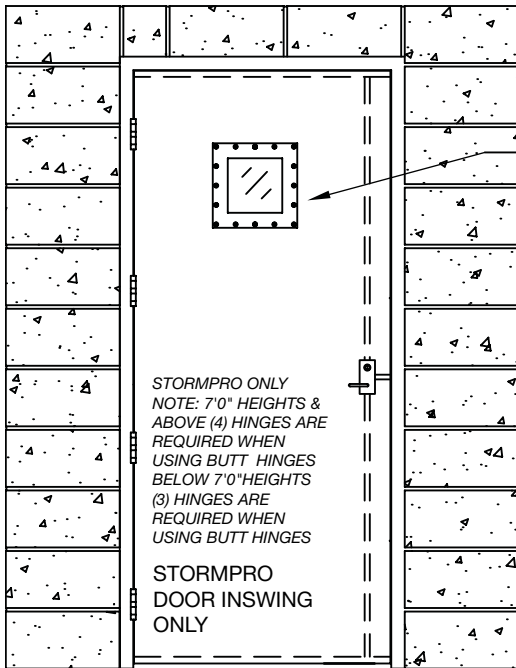 STORMPRO ONLY
NOTE: 7'0" HEIGHTS &
ABOVE (4) HINGES ARE
REQUIRED WHEN
USING BUTT HINGES
BELOW 7'0"HEIGHTS
(3) HINGES ARE
REQUIRED WHEN
USING BUTT HINGES
STORMPRO
DOOR INSWING
ONLY